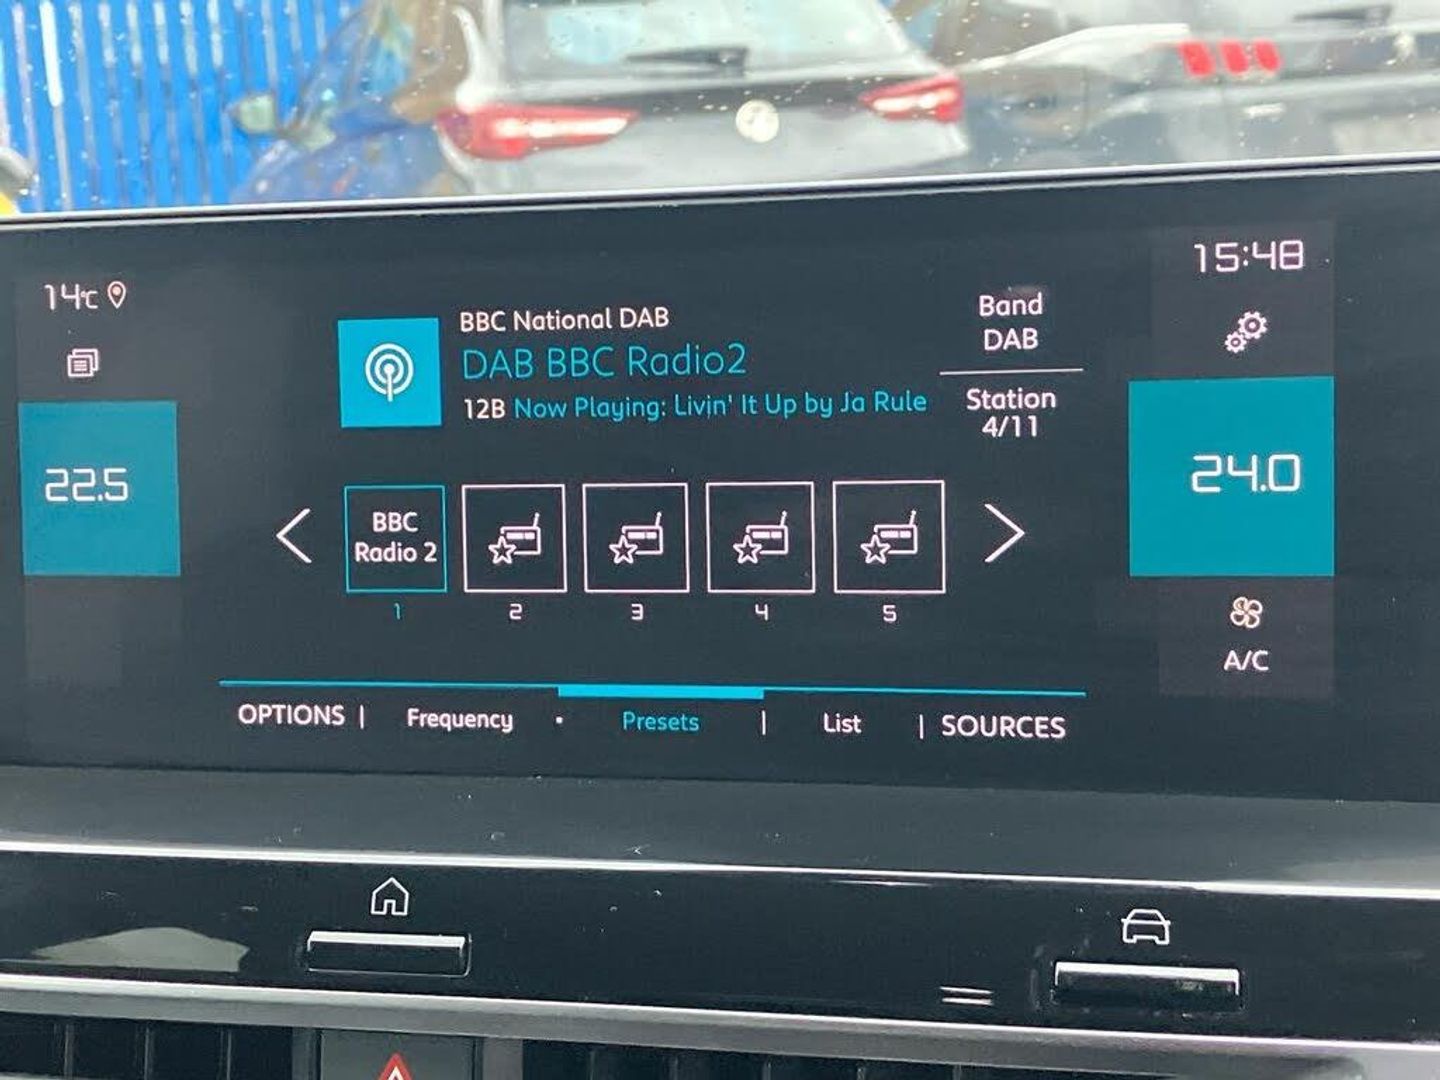 14°C
15:48
BBC National DAB
DAB BBC Radio2
12B Now Playing: Livin' It Up by Ja Rule
Band
DAB
Station
4/11
22.5
24.0
BBC
Radio 2
1
2
3
4
5
A/C
OPTIONS | Frequency • Presets | List | SOURCES